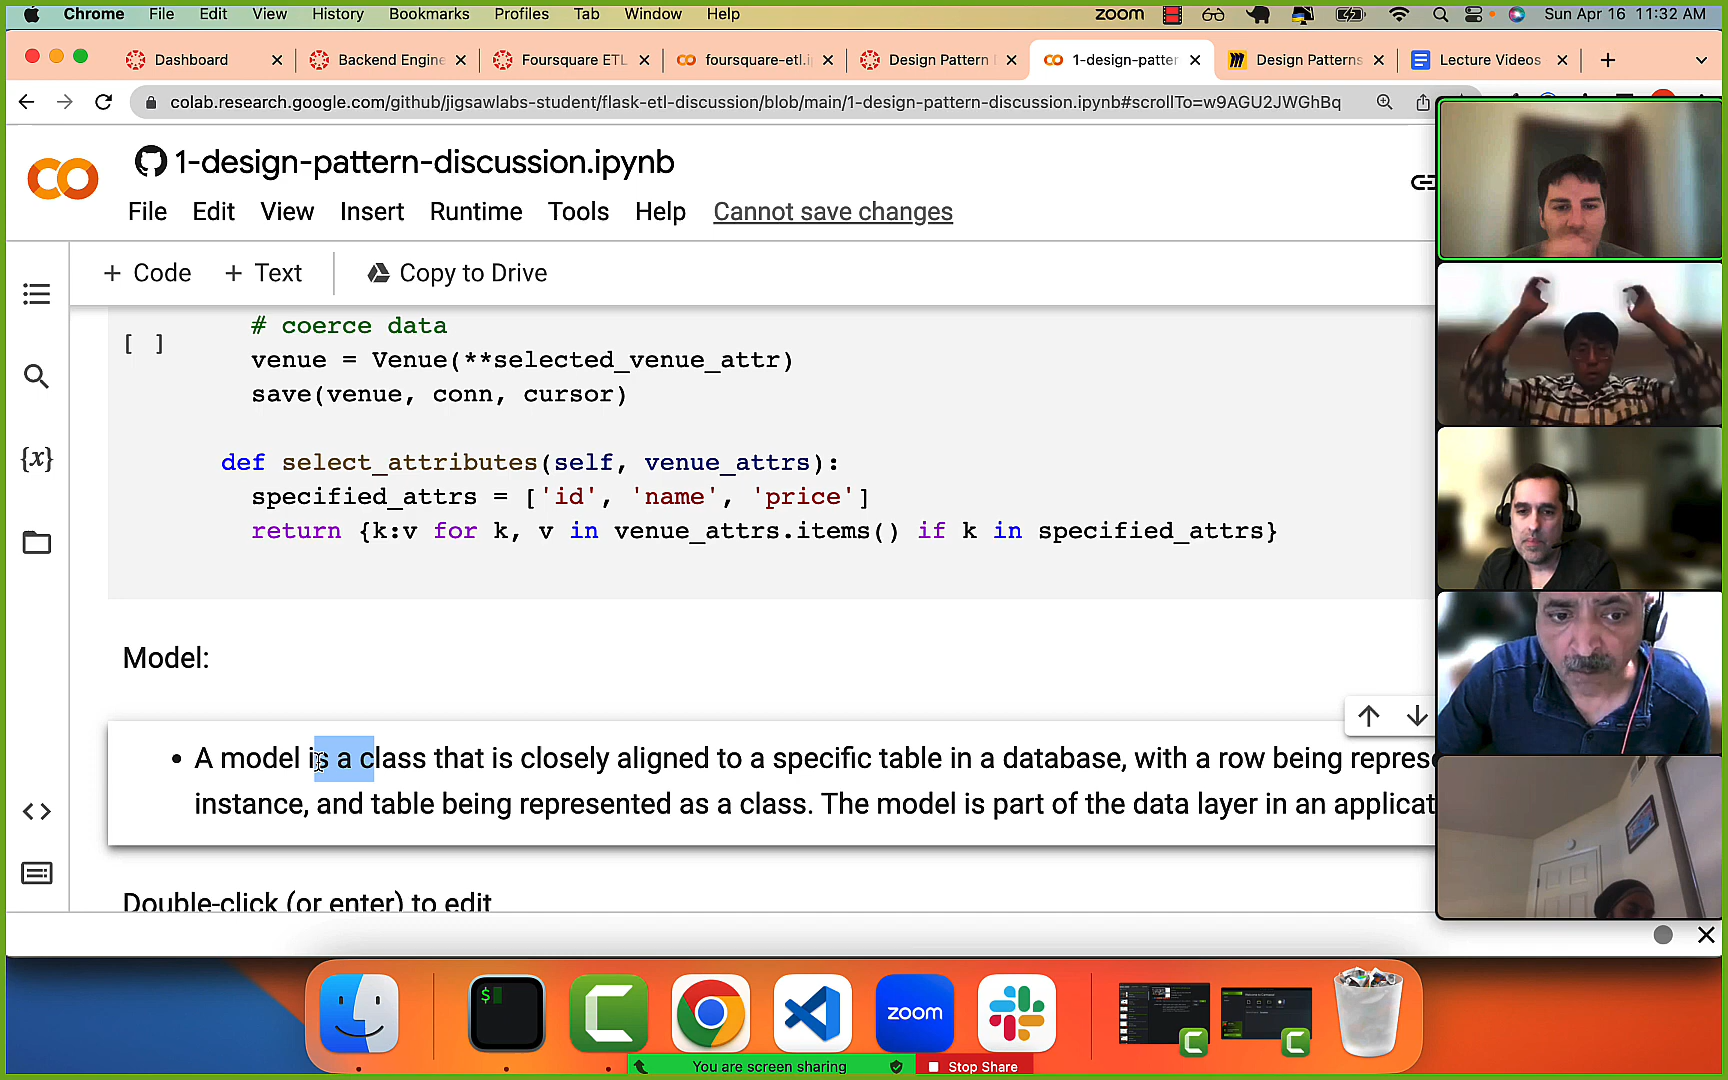 Chrome File Edit View History Bookmarks Profiles Tab Window Help zoom Sun Apr 16 11:32 AM
Dashboard Backend Engine Foursquare ETL foursquare-etl.i Design Pattern 1-design-patter Design Patterns Lecture Videos
colab.research.google.com/github/jigsawlabs-student/flask-etl-discussion/blob/main/1-design-pattern-discussion.ipynb#scrollTo=w9AGU2JWGhBq
1-design-pattern-discussion.ipynb
File Edit View Insert Runtime Tools Help Cannot save changes
+ Code + Text Copy to Drive
[ ]
# coerce data
venue = Venue(**selected_venue_attr)
save(venue, conn, cursor)
def select_attributes(self, venue_attrs):
specified_attrs = ['id', 'name', 'price']
return {k:v for k, v in venue_attrs.items() if k in specified_attrs}
{x}
Model:
• A model is a class that is closely aligned to a specific table in a database, with a row being represe
instance, and table being represented as a class. The model is part of the data layer in an applicat
Double-click (or enter) to edit
$
zoom
You are screen sharing Stop Share